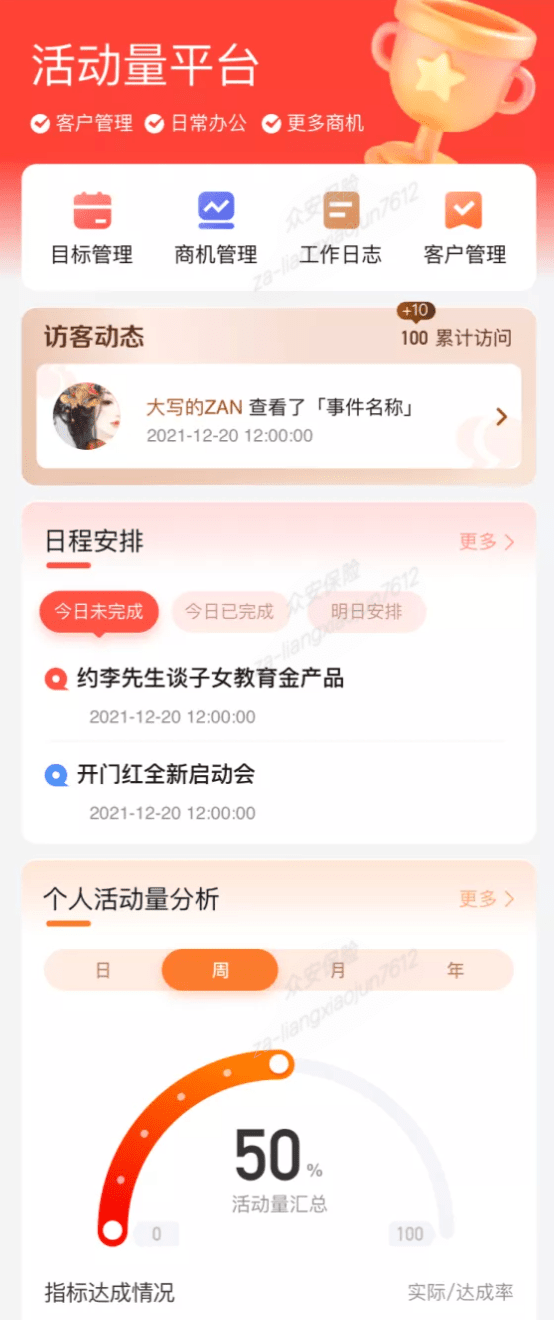 活动量平台
客户管理 日常办公 更多商机
目标管理 商机管理 工作日志 客户管理
众安保险
za-liangxiaojun7612
+10
访客动态 100 累计访问
大写的ZAN 查看了「事件名称」
2021-12-20 12:00:00
日程安排 更多
众安保险
za-liangxiaojun7612
今日未完成 今日已完成 明日安排
约李先生谈子女教育金产品
2021-12-20 12:00:00
开门红全新启动会
2021-12-20 12:00:00
个人活动量分析 更多
众安保险
za-liangxiaojun7612
日 周 月 年
50 %
活动量汇总
0 100
指标达成情况 实际/达成率